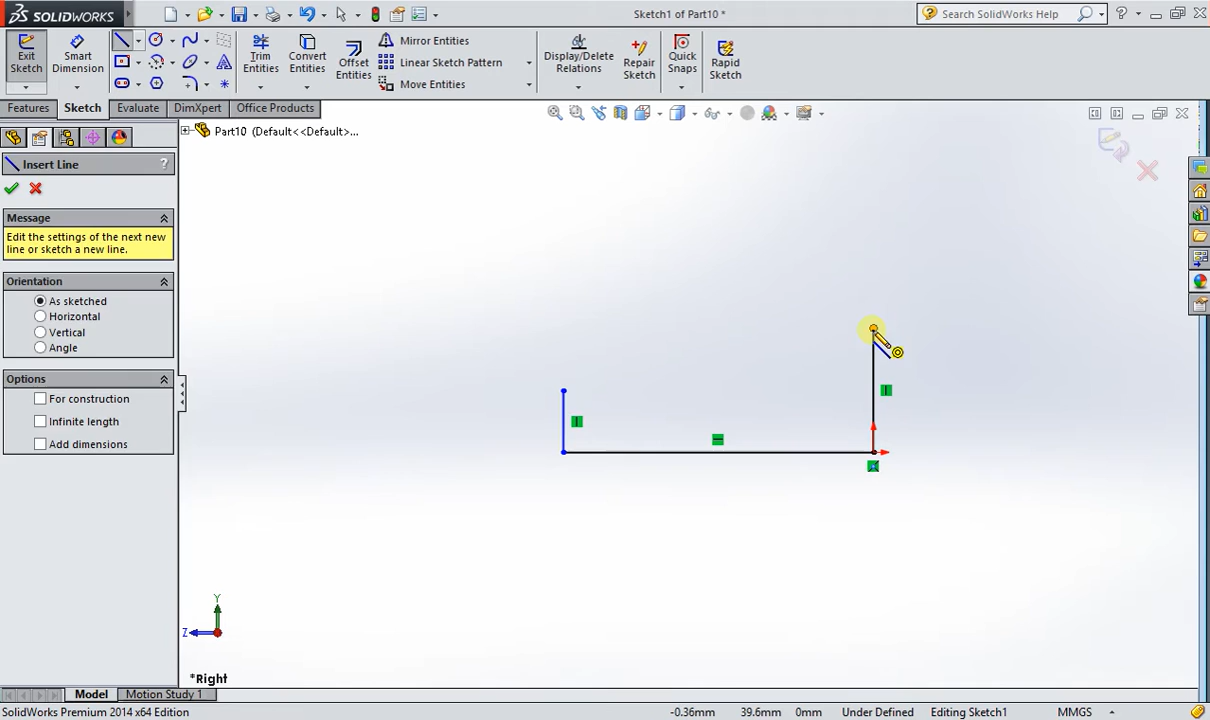 SOLIDWORKS
Sketch1 of Part10 *
Search SolidWorks Help
Exit Sketch
Smart Dimension
Trim Entities
Convert Entities
Offset Entities
Mirror Entities
Linear Sketch Pattern
Move Entities
Display/Delete Relations
Repair Sketch
Quick Snaps
Rapid Sketch
Features
Sketch
Evaluate
DimXpert
Office Products
Part10 (Default<<Default>...
Insert Line
?
Message
Edit the settings of the next new
line or sketch a new line.
Orientation
As sketched
Horizontal
Vertical
Angle
Options
For construction
Infinite length
Add dimensions
Y
Z
*Right
Model
Motion Study 1
SolidWorks Premium 2014 x64 Edition
-0.36mm
39.6mm
0mm
Under Defined
Editing Sketch1
MMGS